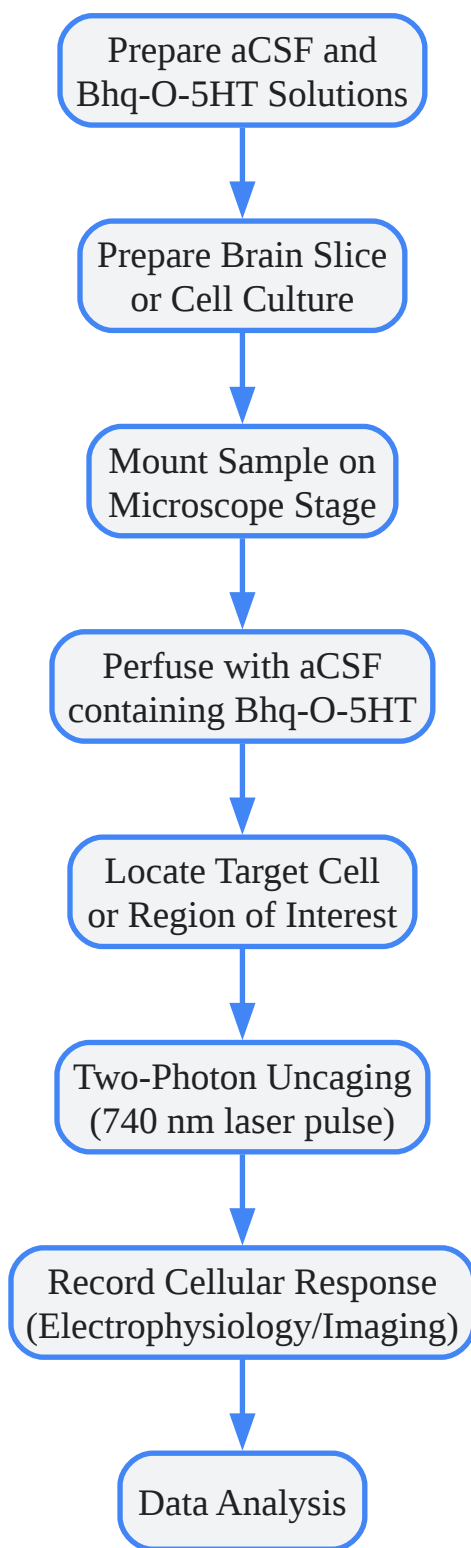 Prepare aCSF and
Bhq-O-5HT Solutions
Prepare Brain Slice
or Cell Culture
Mount Sample on
Microscope Stage
Perfuse with aCSF
containing Bhq-O-5HT
Locate Target Cell
or Region of Interest
Two-Photon Uncaging
(740 nm laser pulse)
Record Cellular Response
(Electrophysiology/Imaging)
Data Analysis